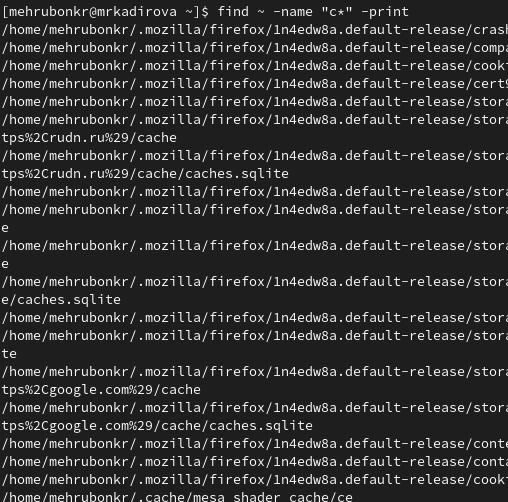 [mehrubonkr@mrkadirova ~]$ find ~ -name "c*" -print
/home/mehrubonkr/.mozilla/firefox/1n4edw8a.default-release/crash
/home/mehrubonkr/.mozilla/firefox/1n4edw8a.default-release/compa
/home/mehrubonkr/.mozilla/firefox/1n4edw8a.default-release/cooki
/home/mehrubonkr/.mozilla/firefox/1n4edw8a.default-release/cert9
/home/mehrubonkr/.mozilla/firefox/1n4edw8a.default-release/stora
/home/mehrubonkr/.mozilla/firefox/1n4edw8a.default-release/stora
tps%2Crudn.ru%29/cache
/home/mehrubonkr/.mozilla/firefox/1n4edw8a.default-release/stora
tps%2Crudn.ru%29/cache/caches.sqlite
/home/mehrubonkr/.mozilla/firefox/1n4edw8a.default-release/stora
/home/mehrubonkr/.mozilla/firefox/1n4edw8a.default-release/stora
e
/home/mehrubonkr/.mozilla/firefox/1n4edw8a.default-release/stora
e
/home/mehrubonkr/.mozilla/firefox/1n4edw8a.default-release/stora
e/caches.sqlite
/home/mehrubonkr/.mozilla/firefox/1n4edw8a.default-release/stora
/home/mehrubonkr/.mozilla/firefox/1n4edw8a.default-release/stora
te
/home/mehrubonkr/.mozilla/firefox/1n4edw8a.default-release/stora
tps%2Cgoogle.com%29/cache
/home/mehrubonkr/.mozilla/firefox/1n4edw8a.default-release/stora
tps%2Cgoogle.com%29/cache/caches.sqlite
/home/mehrubonkr/.mozilla/firefox/1n4edw8a.default-release/conte
/home/mehrubonkr/.mozilla/firefox/1n4edw8a.default-release/conta
/home/mehrubonkr/.mozilla/firefox/1n4edw8a.default-release/cooki
/home/mehrubonkr/.cache/mesa_shader_cache/ce